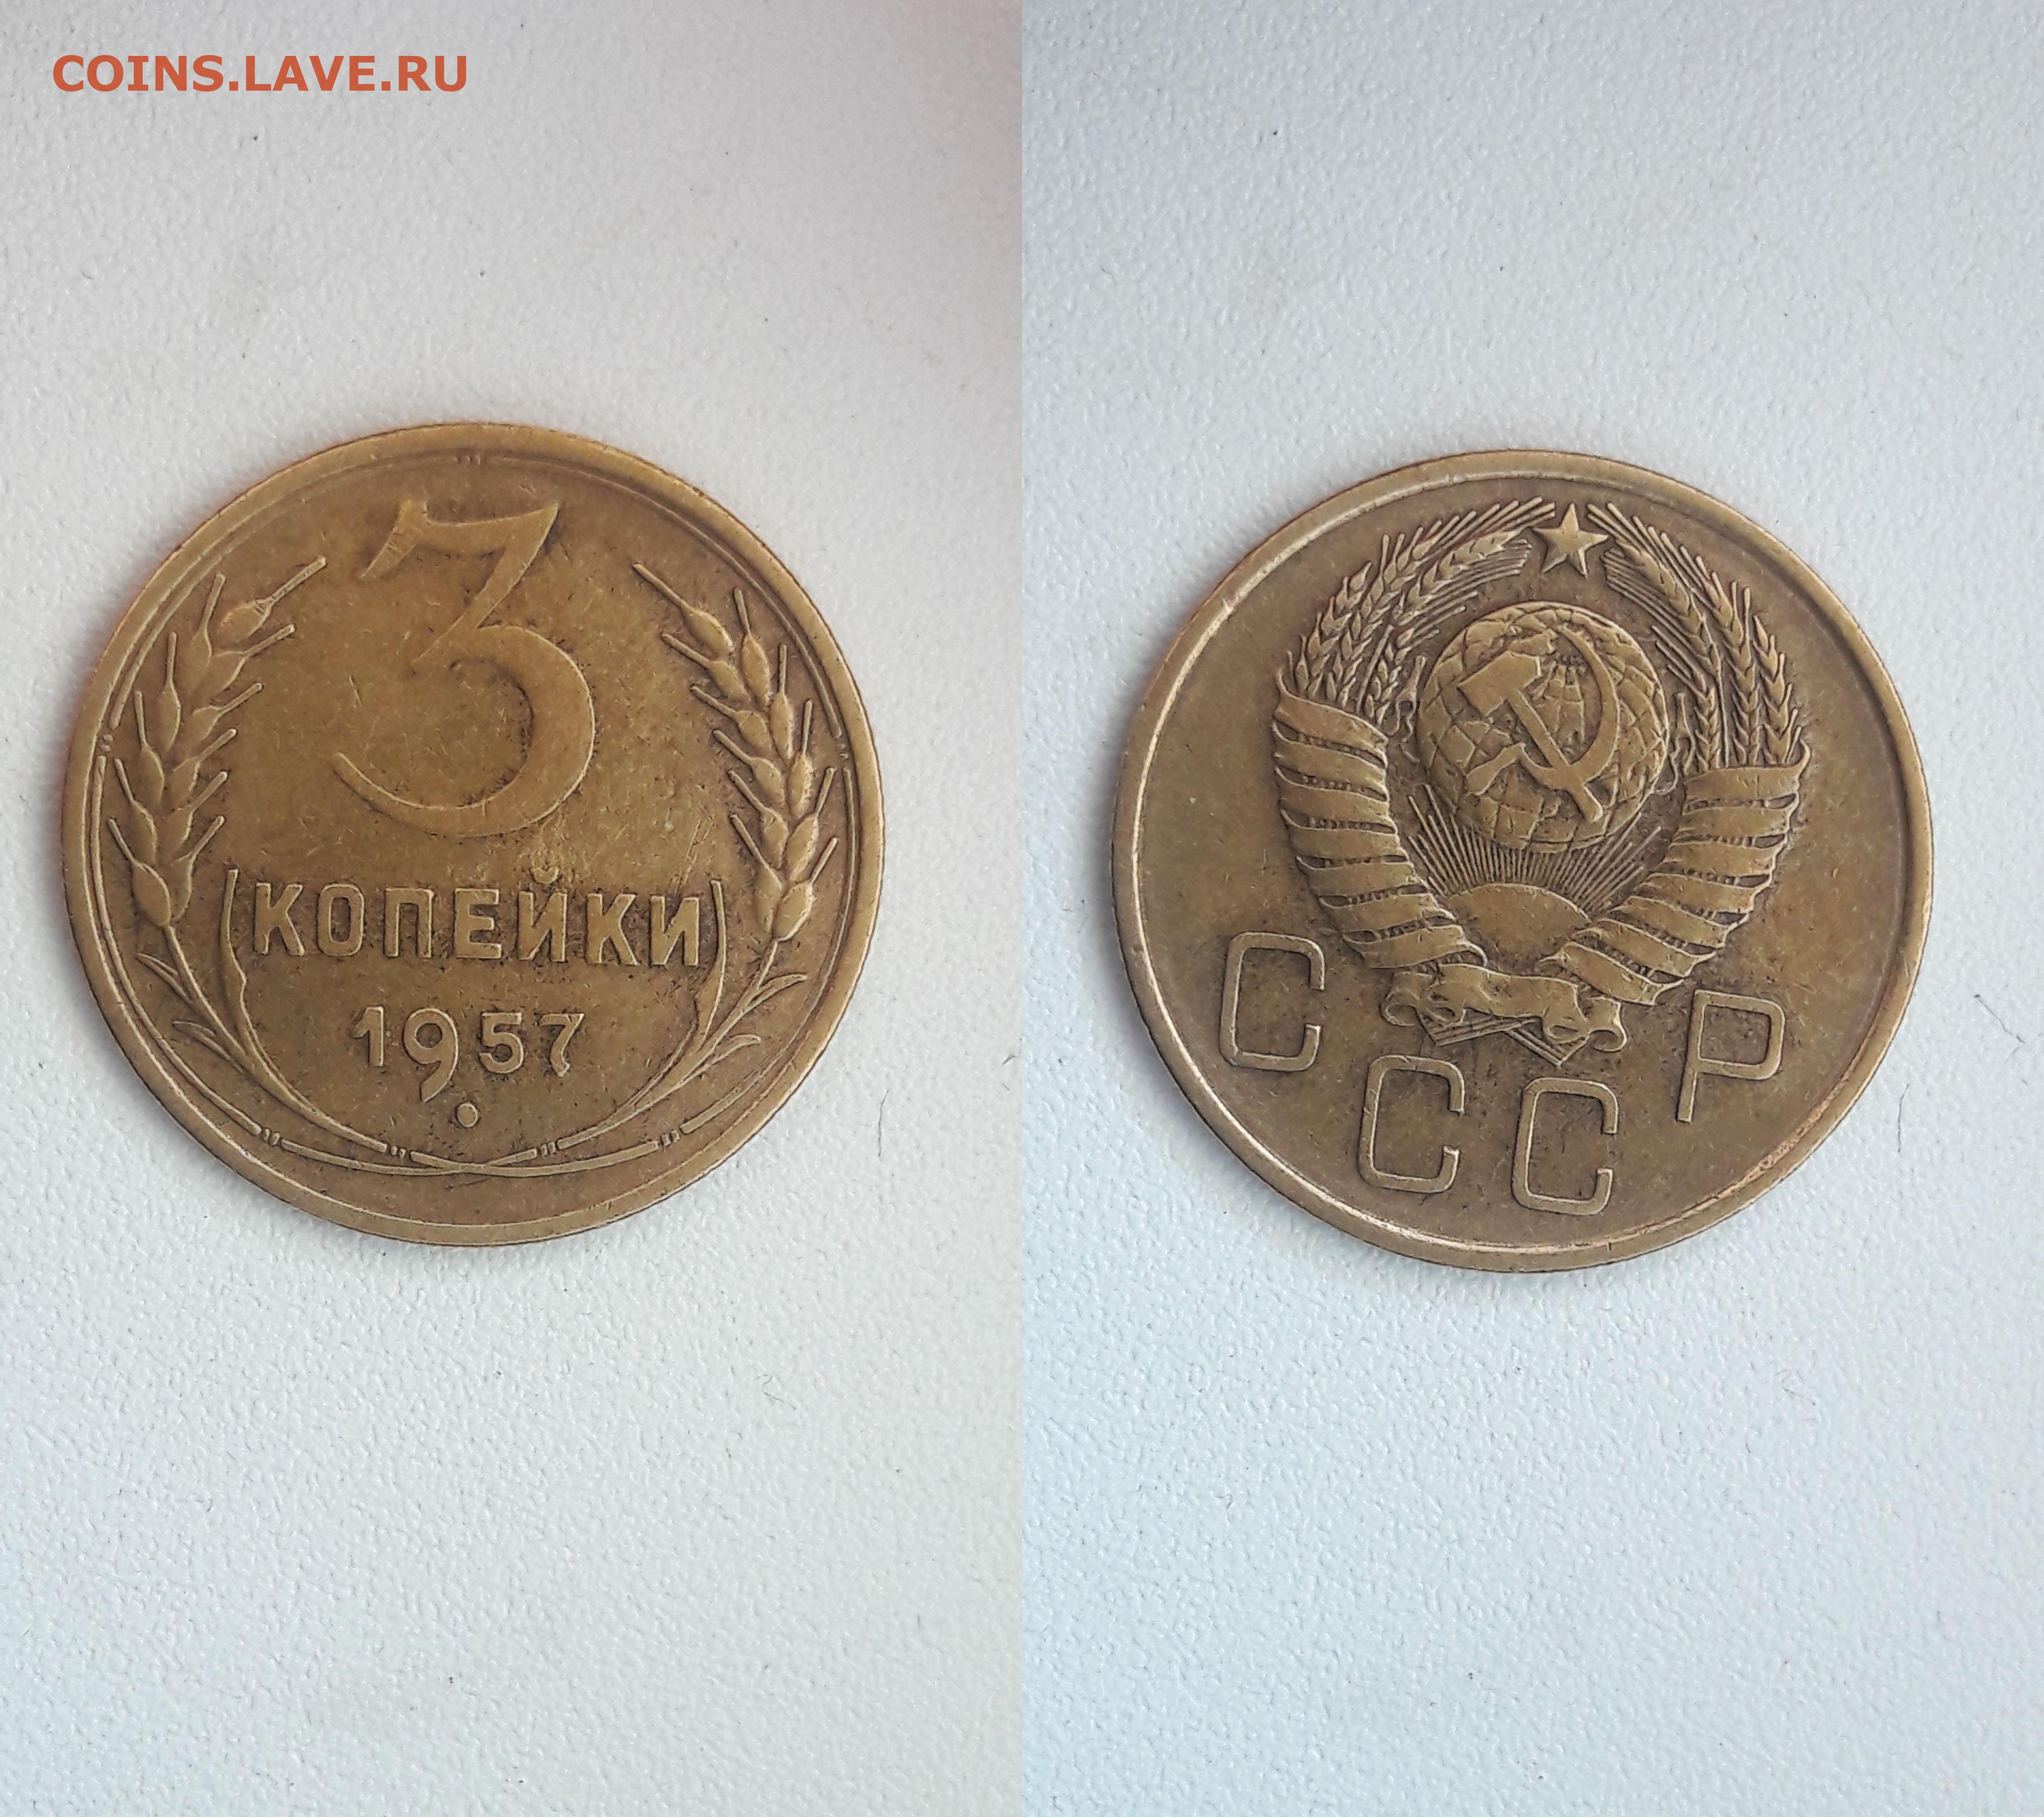 COINS.LAVE.RU
3
КОПЕЙКИ
1957
СССР